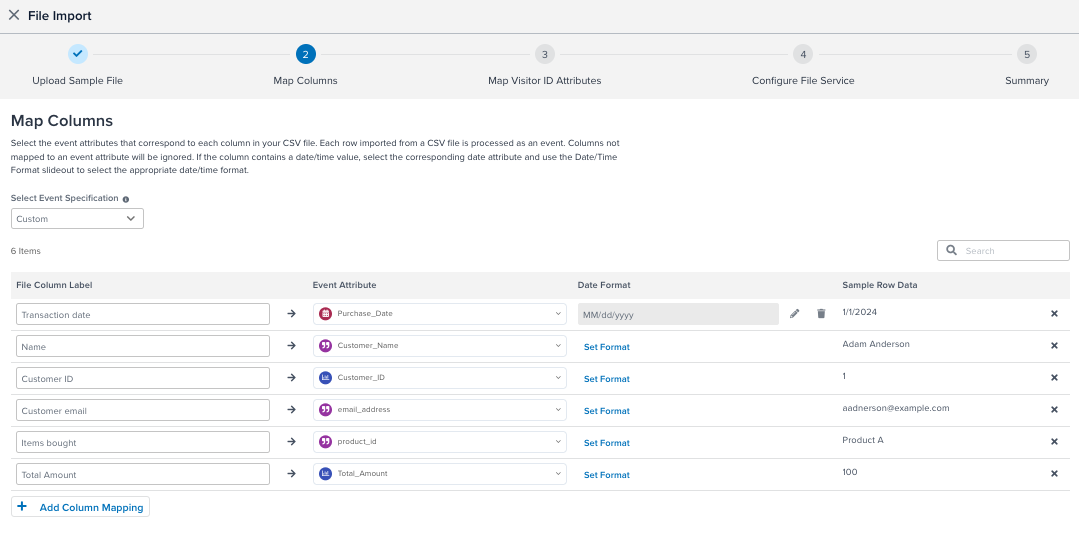 File Import
2
3
4
5
Upload Sample File
Map Columns
Map Visitor ID Attributes
Configure File Service
Summary
Map Columns
Select the event attributes that correspond to each column in your CSV file. Each row imported from a CSV file is processed as an event. Columns not
mapped to an event attribute will be ignored. If the column contains a date/time value, select the corresponding date attribute and use the Date/Time
Format slideout to select the appropriate date/time format.
Select Event Specification
Custom
6 Items
Search
File Column Label Event Attribute Date Format Sample Row Data
Transaction date Purchase_Date MM/dd/yyyy 1/1/2024
Name Customer_Name Set Format Adam Anderson
Customer ID Customer_ID Set Format 1
Customer email email_address Set Format aadnerson@example.com
Items bought product_id Set Format Product A
Total Amount Total_Amount Set Format 100
Add Column Mapping